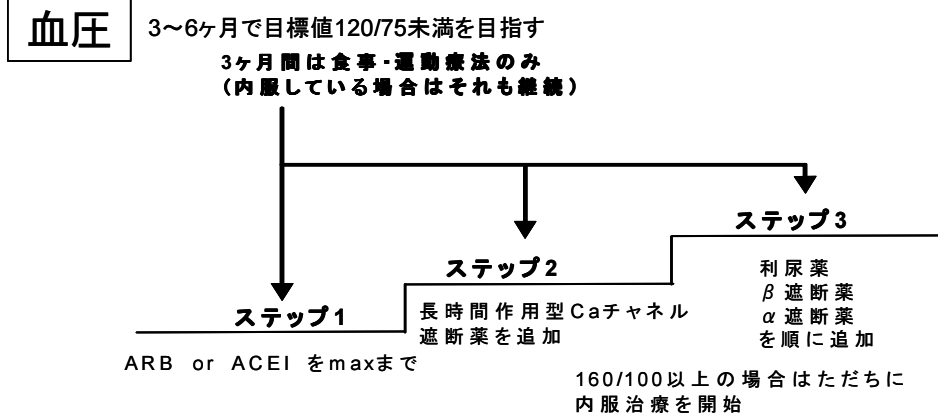 血圧
3～6ヶ月で目標値120/75未満を目指す
3ヶ月間は食事・運動療法のみ
（内服している場合はそれも継続）
ステップ1
ARB or ACEI をmaxまで
ステップ2
長時間作用型Caチャネル
遮断薬を追加
ステップ3
利尿薬
β遮断薬
α遮断薬
を順に追加
160/100以上の場合はただちに
内服治療を開始